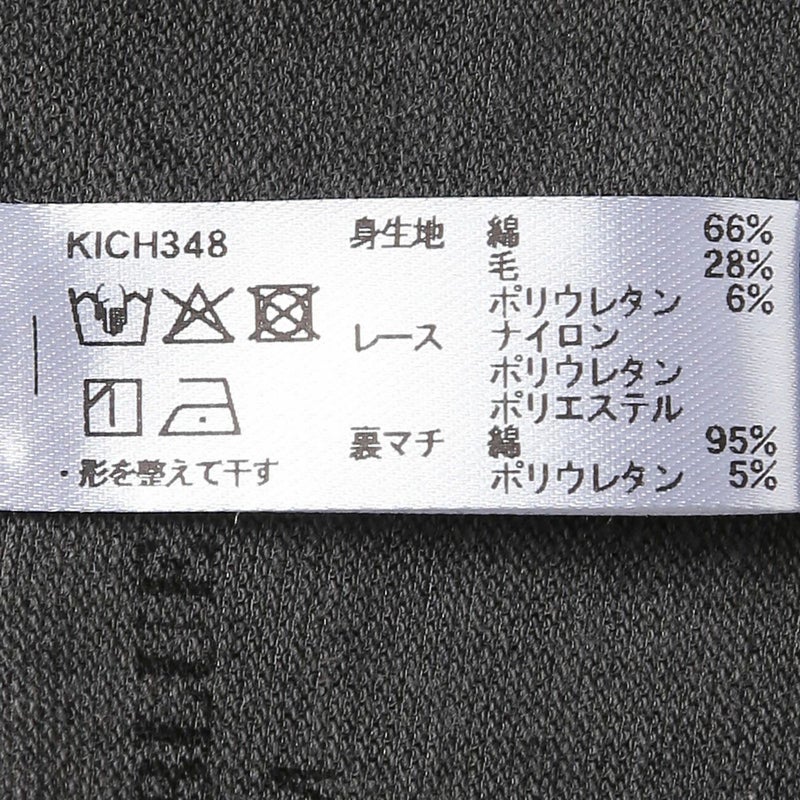 KICH348
・形を整えて干す
身生地 綿 66%
毛 28%
ポリウレタン 6%
レース ナイロン
ポリウレタン
ポリエステル
裏マチ 綿 95%
ポリウレタン 5%